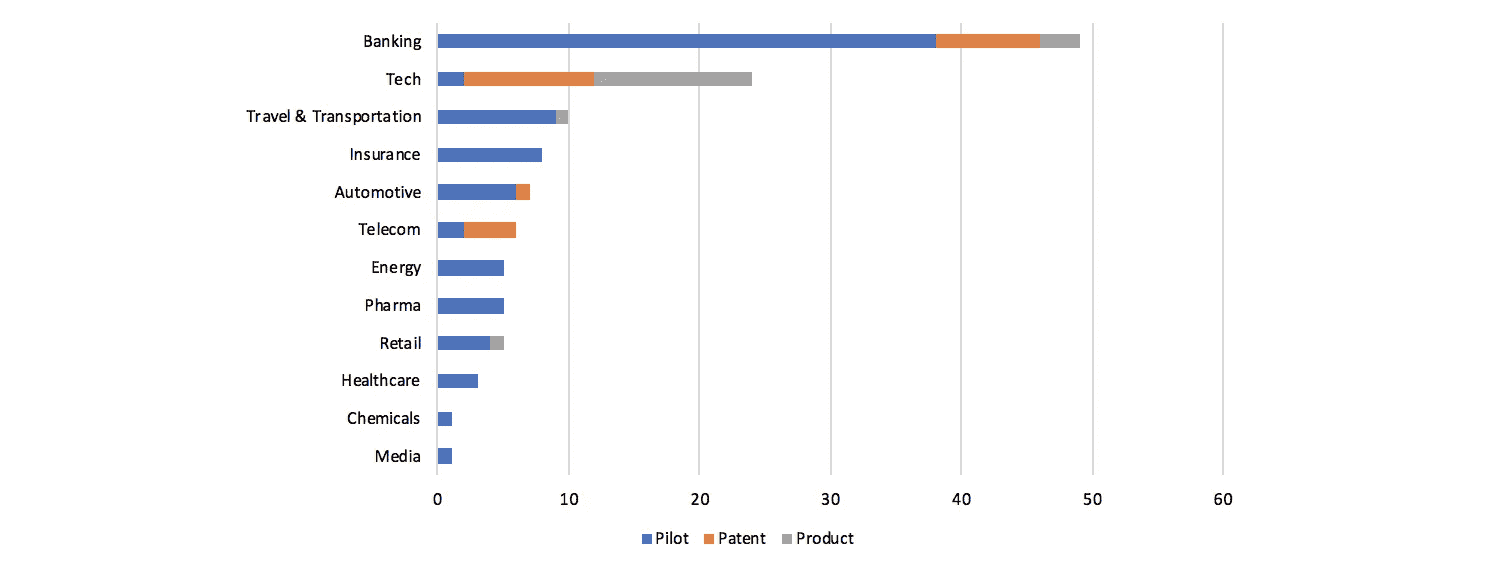 Banking
Tech
Travel & Transportation
Insurance
Automotive
Telecom
Energy
Pharma
Retail
Healthcare
Chemicals
Media
0 10 20 30 40 50 60
Pilot Patent Product